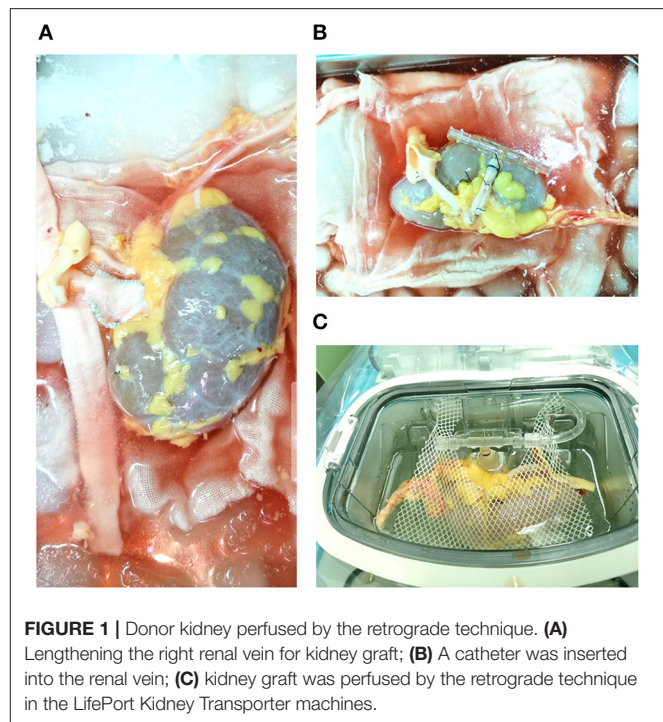 A
B
C
FIGURE 1 | Donor kidney perfused by the retrograde technique. (A)
Lengthening the right renal vein for kidney graft; (B) A catheter was inserted
into the renal vein; (C) kidney graft was perfused by the retrograde technique
in the LifePort Kidney Transporter machines.